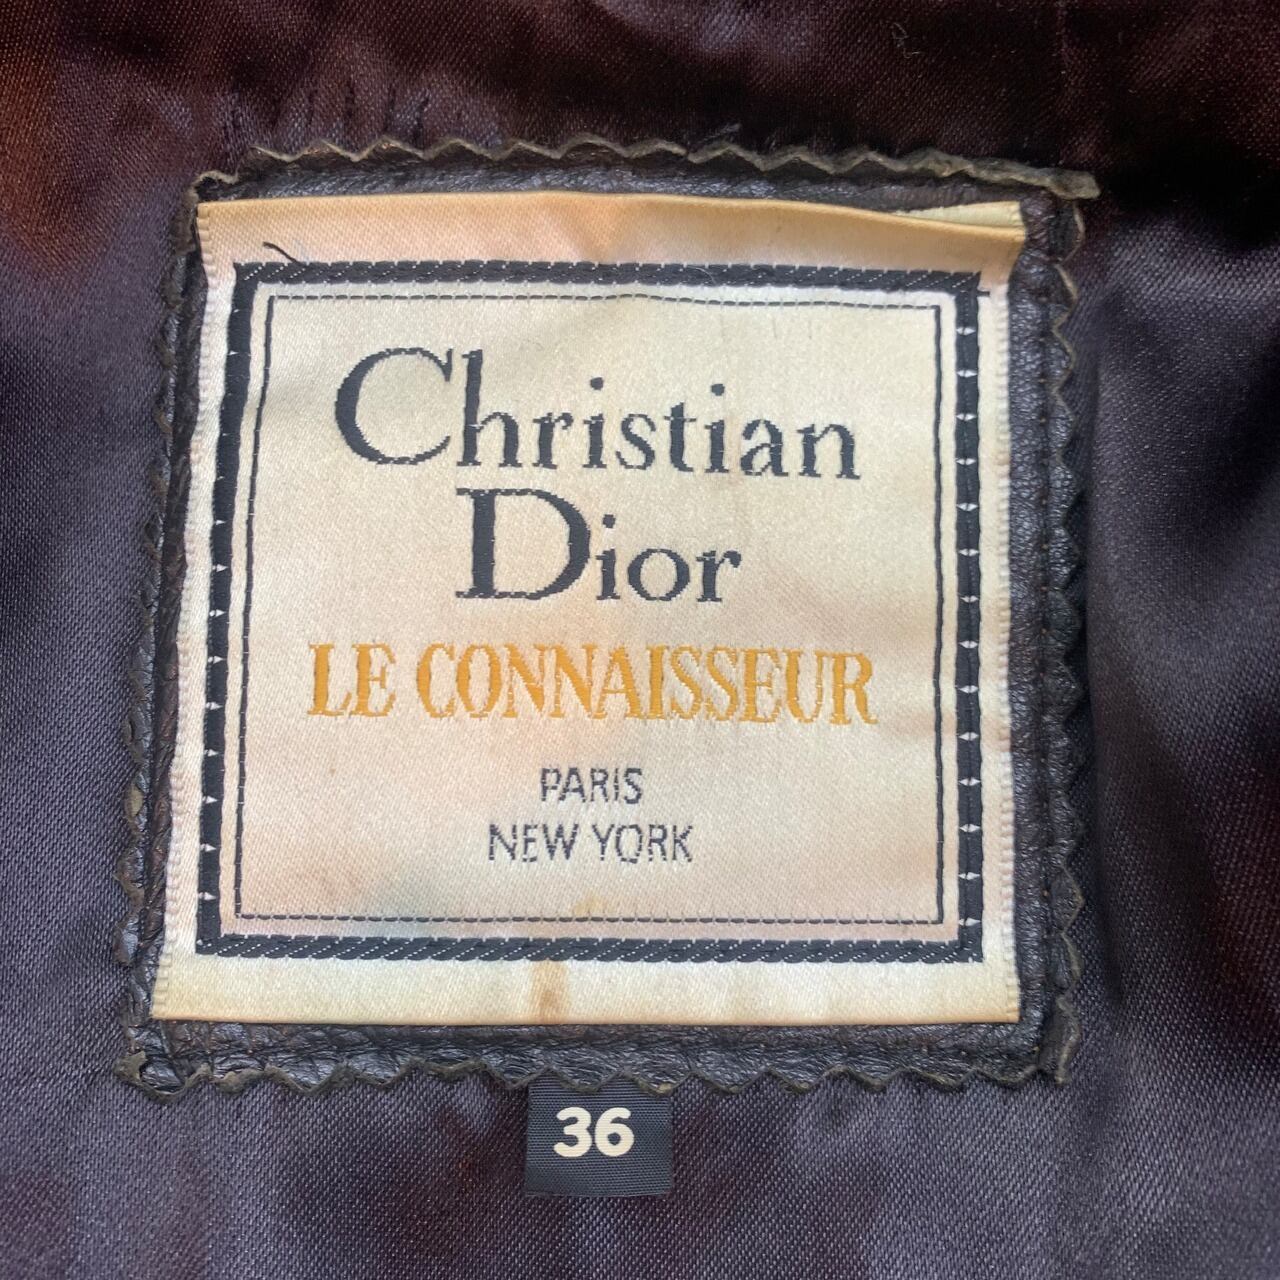 Christian
Dior
LE CONNAISSEUR
PARIS
NEW YORK
36